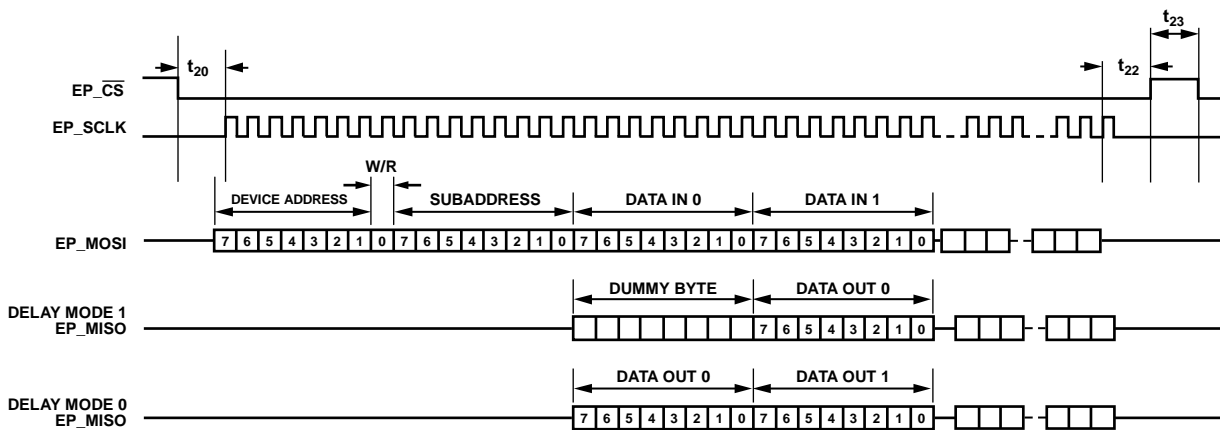 t23
t20
t22
EP_CS
EP_SCLK
W/R
DEVICE ADDRESS
SUBADDRESS
DATA IN 0
DATA IN 1
EP_MOSI
7 6 5 4 3 2 1 0 7 6 5 4 3 2 1 0 7 6 5 4 3 2 1 0 7 6 5 4 3 2 1 0
DUMMY BYTE
DATA OUT 0
DELAY MODE 1
EP_MISO
7 6 5 4 3 2 1 0
DATA OUT 0
DATA OUT 1
DELAY MODE 0
EP_MISO
7 6 5 4 3 2 1 0 7 6 5 4 3 2 1 0